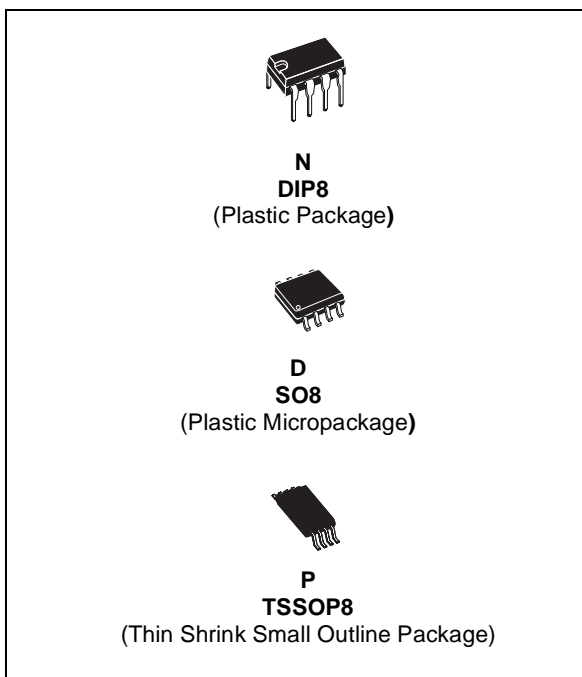 N
DIP8
(Plastic Package)
D
SO8
(Plastic Micropackage)
P
TSSOP8
(Thin Shrink Small Outline Package)